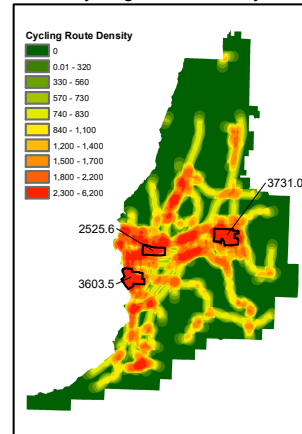 Cycling Route Density
0
0.01 - 320
330 - 560
570 - 730
740 - 830
840 - 1,100
1,200 - 1,400
1,500 - 1,700
1,800 - 2,200
2,300 - 6,200
3731.0
2525.6
3603.5